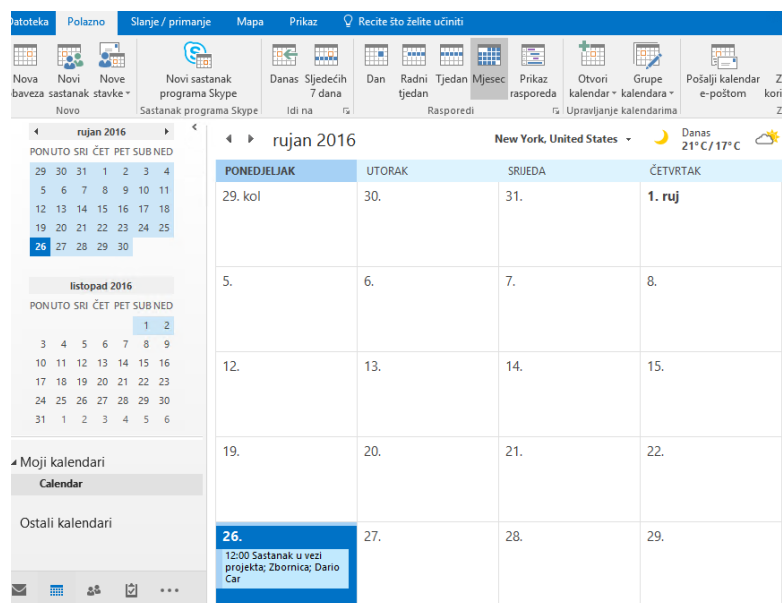 Datoteka Polazno Slanje / primanje Mapa Prikaz Recite što želite učiniti
Nova obaveza Novi sastanak Nove stavke Novi sastanak programa Skype Danas Sljedećih 7 dana Dan Radni tjedan Tjedan Mjesec Prikaz rasporeda Otvori kalendar Grupe kalendara Pošalji kalendar e-poštom
Novo Sastanak programa Skype Idi na Rasporedi Upravljanje kalendarima
rujan 2016
PON UTO SRI ČET PET SUB NED
29 30 31 1 2 3 4
5 6 7 8 9 10 11
12 13 14 15 16 17 18
19 20 21 22 23 24 25
26 27 28 29 30
listopad 2016
PON UTO SRI ČET PET SUB NED
1 2
3 4 5 6 7 8 9
10 11 12 13 14 15 16
17 18 19 20 21 22 23
24 25 26 27 28 29 30
31 1 2 3 4 5 6
Moji kalendari
Calendar
Ostali kalendari
rujan 2016 New York, United States Danas
21°C/17°C
PONEDJELJAK UTORAK SRIJEDA ČETVRTAK
29. kol 30. 31. 1. ruj
5. 6. 7. 8.
12. 13. 14. 15.
19. 20. 21. 22.
26. 27. 28. 29.
12:00 Sastanak u vezi
projekta; Zbornica; Dario
Car